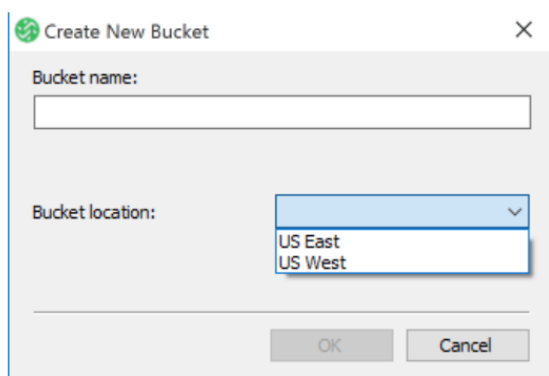 Create New Bucket
Bucket name:
Bucket location:
US East
US West
OK
Cancel